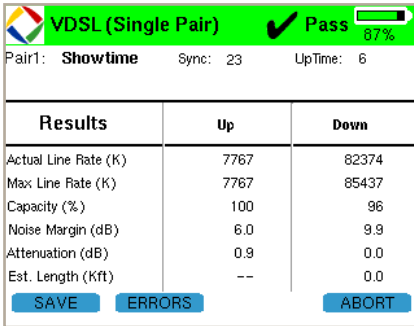 VDSL (Single Pair) Pass 87%
Pair1: Showtime Sync: 23 UpTime: 6
Results Up Down
Actual Line Rate (K) 7767 82374
Max Line Rate (K) 7767 85437
Capacity (%) 100 96
Noise Margin (dB) 6.0 9.9
Attenuation (dB) 0.9 0.0
Est. Length (Kft) -- 0.0
SAVE ERRORS ABORT